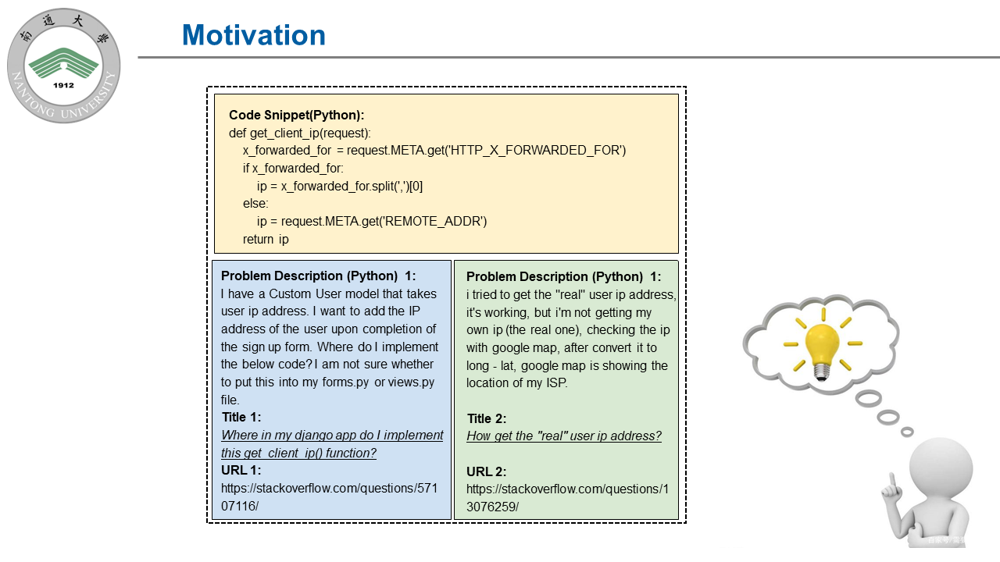 南通大學
1912
NANTONG UNIVERSITY
Motivation
Code Snippet(Python):
def get_client_ip(request):
x_forwarded_for = request.META.get('HTTP_X_FORWARDED_FOR')
if x_forwarded_for:
ip = x_forwarded_for.split(',')[0]
else:
ip = request.META.get('REMOTE_ADDR')
return ip
Problem Description (Python) 1:
I have a Custom User model that takes
user ip address. I want to add the IP
address of the user upon completion of
the sign up form. Where do I implement
the below code? I am not sure whether
to put this into my forms.py or views.py
file.
Title 1:
Where in my django app do I implement
this get_client_ip() function?
URL 1:
https://stackoverflow.com/questions/571
07116/
Problem Description (Python) 1:
i tried to get the "real" user ip address,
it's working, but i'm not getting my
own ip (the real one), checking the ip
with google map, after convert it to
long - lat, google map is showing the
location of my ISP.
Title 2:
How get the "real" user ip address?
URL 2:
https://stackoverflow.com/questions/1
3076259/